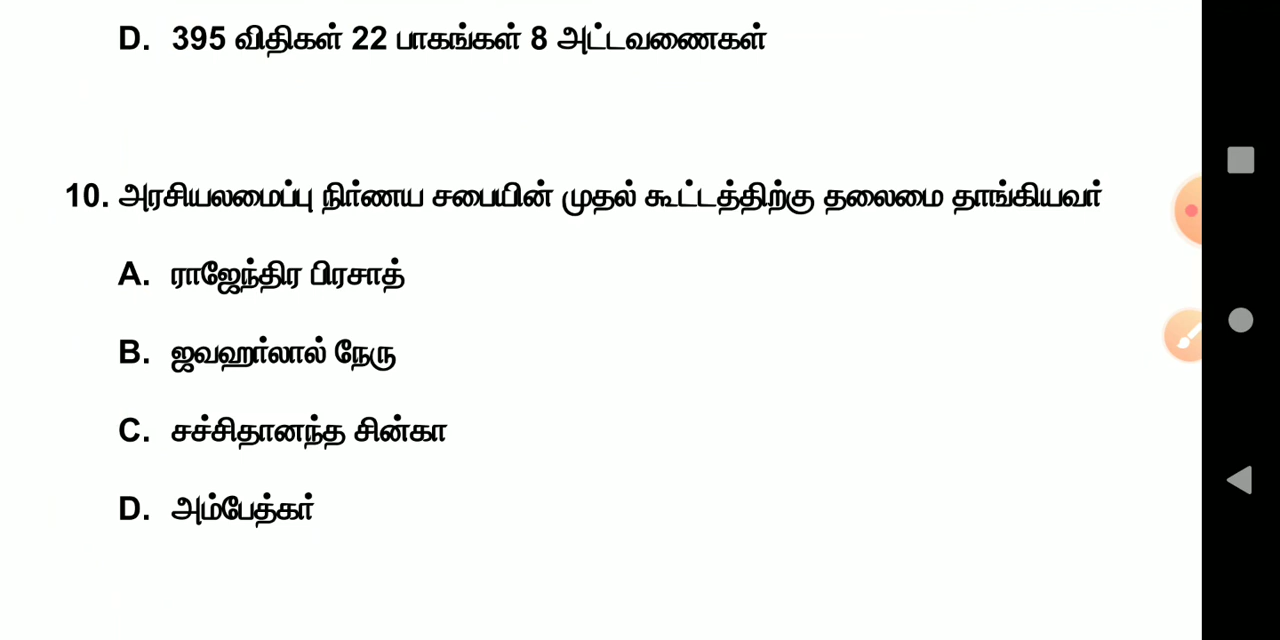 D. 395 விதிகள் 22 பாகங்கள் 8 அட்டவணைகள்
10. அரசியலமைப்பு நிர்ணய சபையின் முதல் கூட்டத்திற்கு தலைமை தாங்கியவர்
A. ராஜேந்திர பிரசாத்
B. ஜவஹர்லால் நேரு
C. சச்சிதானந்த சின்கா
D. அம்பேத்கர்